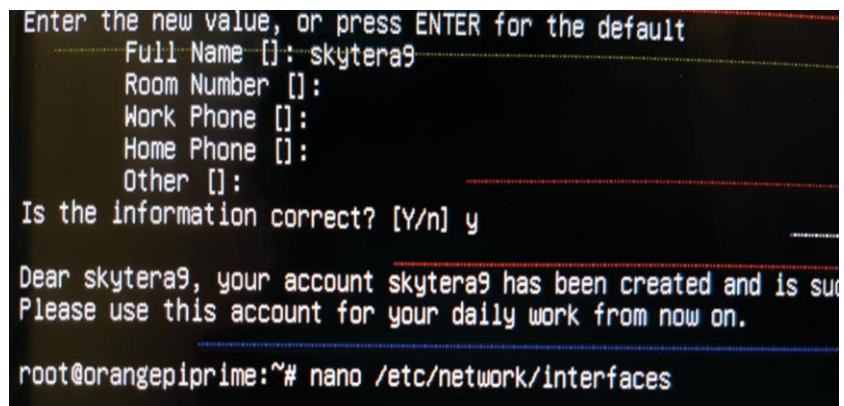 Enter the new value, or press ENTER for the default
Full Name []: skytera9
Room Number []:
Work Phone []:
Home Phone []:
Other []:
Is the information correct? [Y/n] y
Dear skytera9, your account skytera9 has been created and is
Please use this account for your daily work from now on.
root@orangepiprime:~# nano /etc/network/interfaces